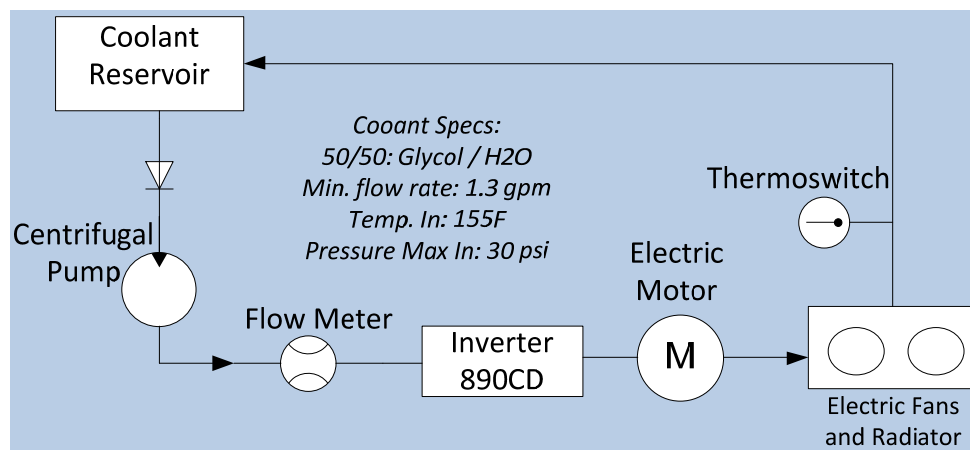 Coolant
Reservoir
Cooant Specs:
50/50: Glycol / H2O
Min. flow rate: 1.3 gpm
Temp. In: 155F
Pressure Max In: 30 psi
Thermoswitch
Centrifugal
Pump
Electric
Motor
Flow Meter
Inverter
890CD
M
Electric Fans
and Radiator